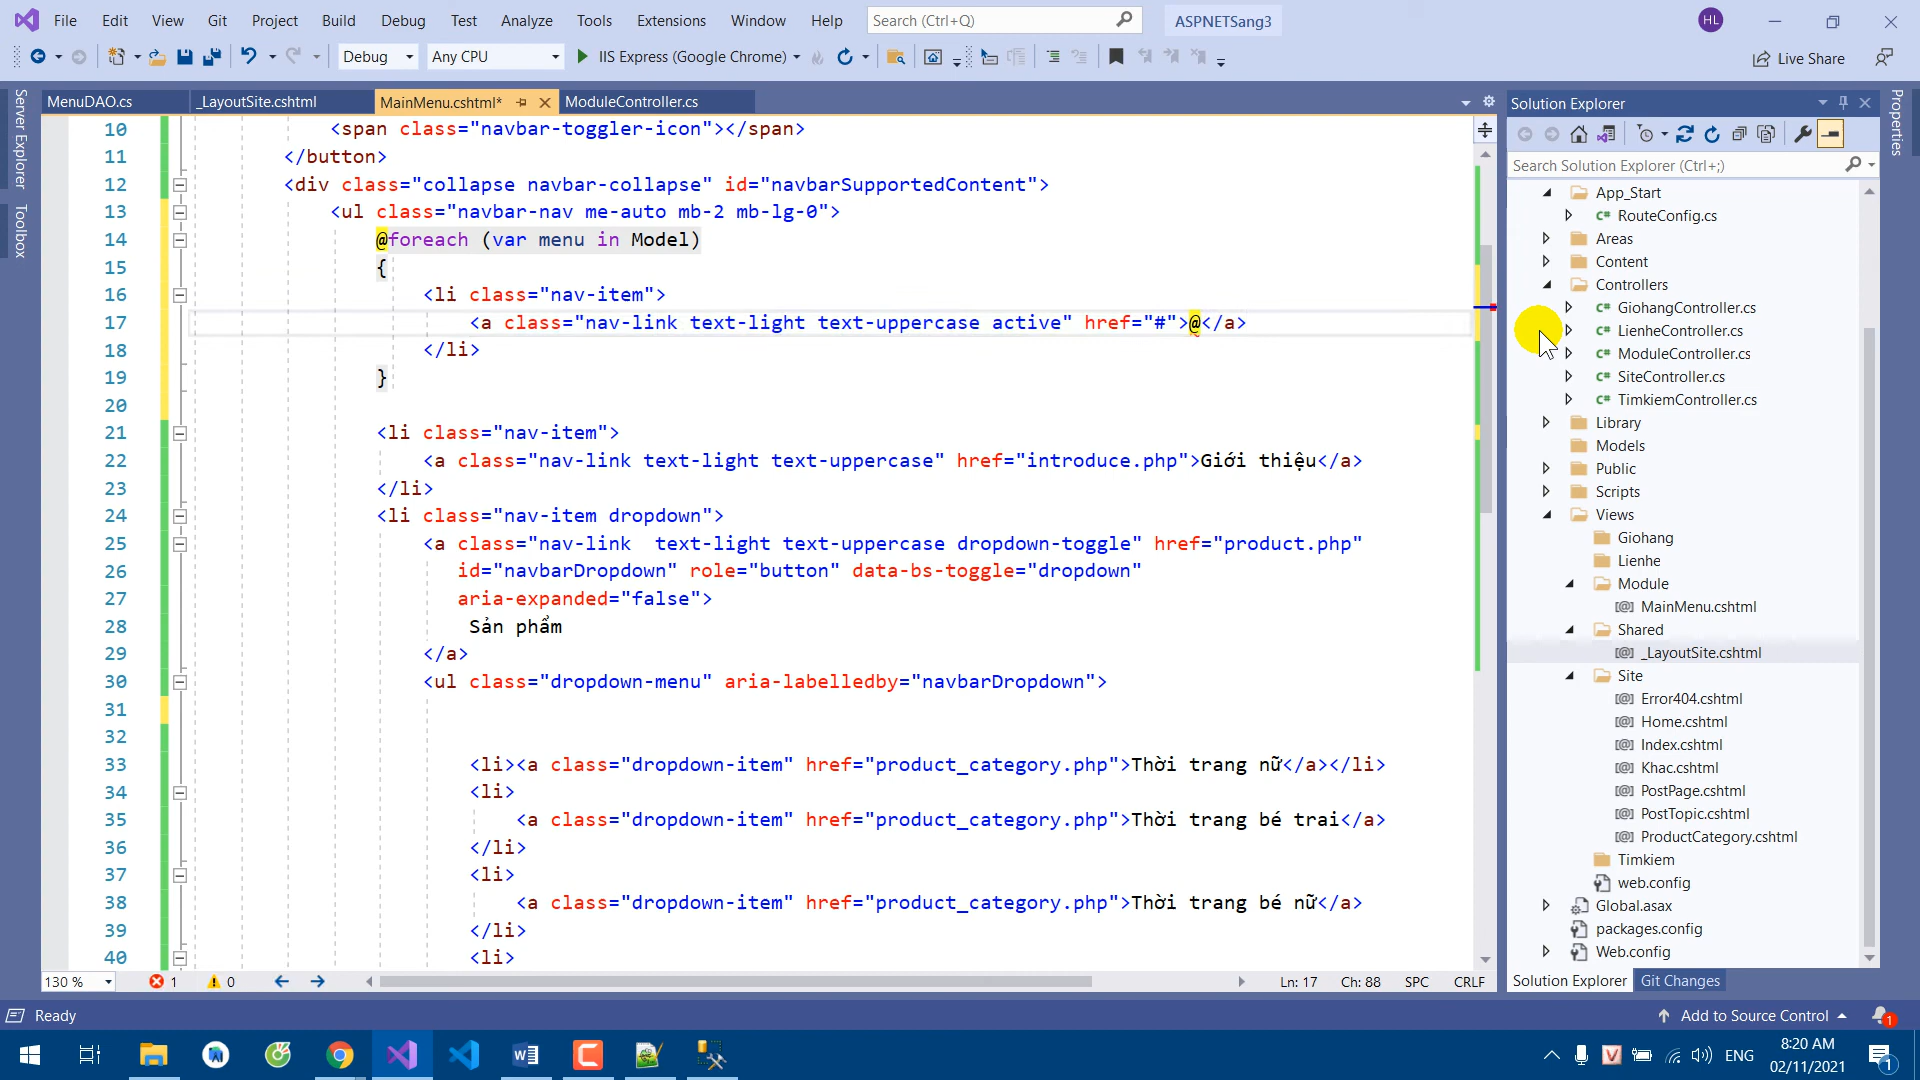 File Edit View Git Project Build Debug Test Analyze Tools Extensions Window Help Search (Ctrl+Q) ASPNETSang3 HL
Debug Any CPU IIS Express (Google Chrome) Live Share
Server Explorer
Toolbox
MenuDAO.cs _LayoutSite.cshtml MainMenu.cshtml* ModuleController.cs
10 <span class="navbar-toggler-icon"></span>
11 </button>
12 <div class="collapse navbar-collapse" id="navbarSupportedContent">
13 <ul class="navbar-nav me-auto mb-2 mb-lg-0">
14 @foreach (var menu in Model)
15 {
16 <li class="nav-item">
17 <a class="nav-link text-light text-uppercase active" href="#">@</a>
18 </li>
19 }
20
21 <li class="nav-item">
22 <a class="nav-link text-light text-uppercase" href="introduce.php">Giới thiệu</a>
23 </li>
24 <li class="nav-item dropdown">
25 <a class="nav-link  text-light text-uppercase dropdown-toggle" href="product.php"
26 id="navbarDropdown" role="button" data-bs-toggle="dropdown"
27 aria-expanded="false">
28 Sản phẩm
29 </a>
30 <ul class="dropdown-menu" aria-labelledby="navbarDropdown">
31
32
33 <li><a class="dropdown-item" href="product_category.php">Thời trang nữ</a></li>
34 <li>
35 <a class="dropdown-item" href="product_category.php">Thời trang bé trai</a>
36 </li>
37 <li>
38 <a class="dropdown-item" href="product_category.php">Thời trang bé nữ</a>
39 </li>
40 <li>
130 % 1 0 Ln: 17 Ch: 88 SPC CRLF
Solution Explorer
Search Solution Explorer (Ctrl+;)
App_Start
C# RouteConfig.cs
Areas
Content
Controllers
C# GiohangController.cs
C# LienheController.cs
C# ModuleController.cs
C# SiteController.cs
C# TimkiemController.cs
Library
Models
Public
Scripts
Views
Giohang
Lienhe
Module
[@] MainMenu.cshtml
Shared
[@] _LayoutSite.cshtml
Site
[@] Error404.cshtml
[@] Home.cshtml
[@] Index.cshtml
[@] Khac.cshtml
[@] PostPage.cshtml
[@] PostTopic.cshtml
[@] ProductCategory.cshtml
Timkiem
web.config
Global.asax
packages.config
Web.config
Solution Explorer Git Changes
Properties
Ready Add to Source Control 1
ENG 8:20 AM
02/11/2021 1